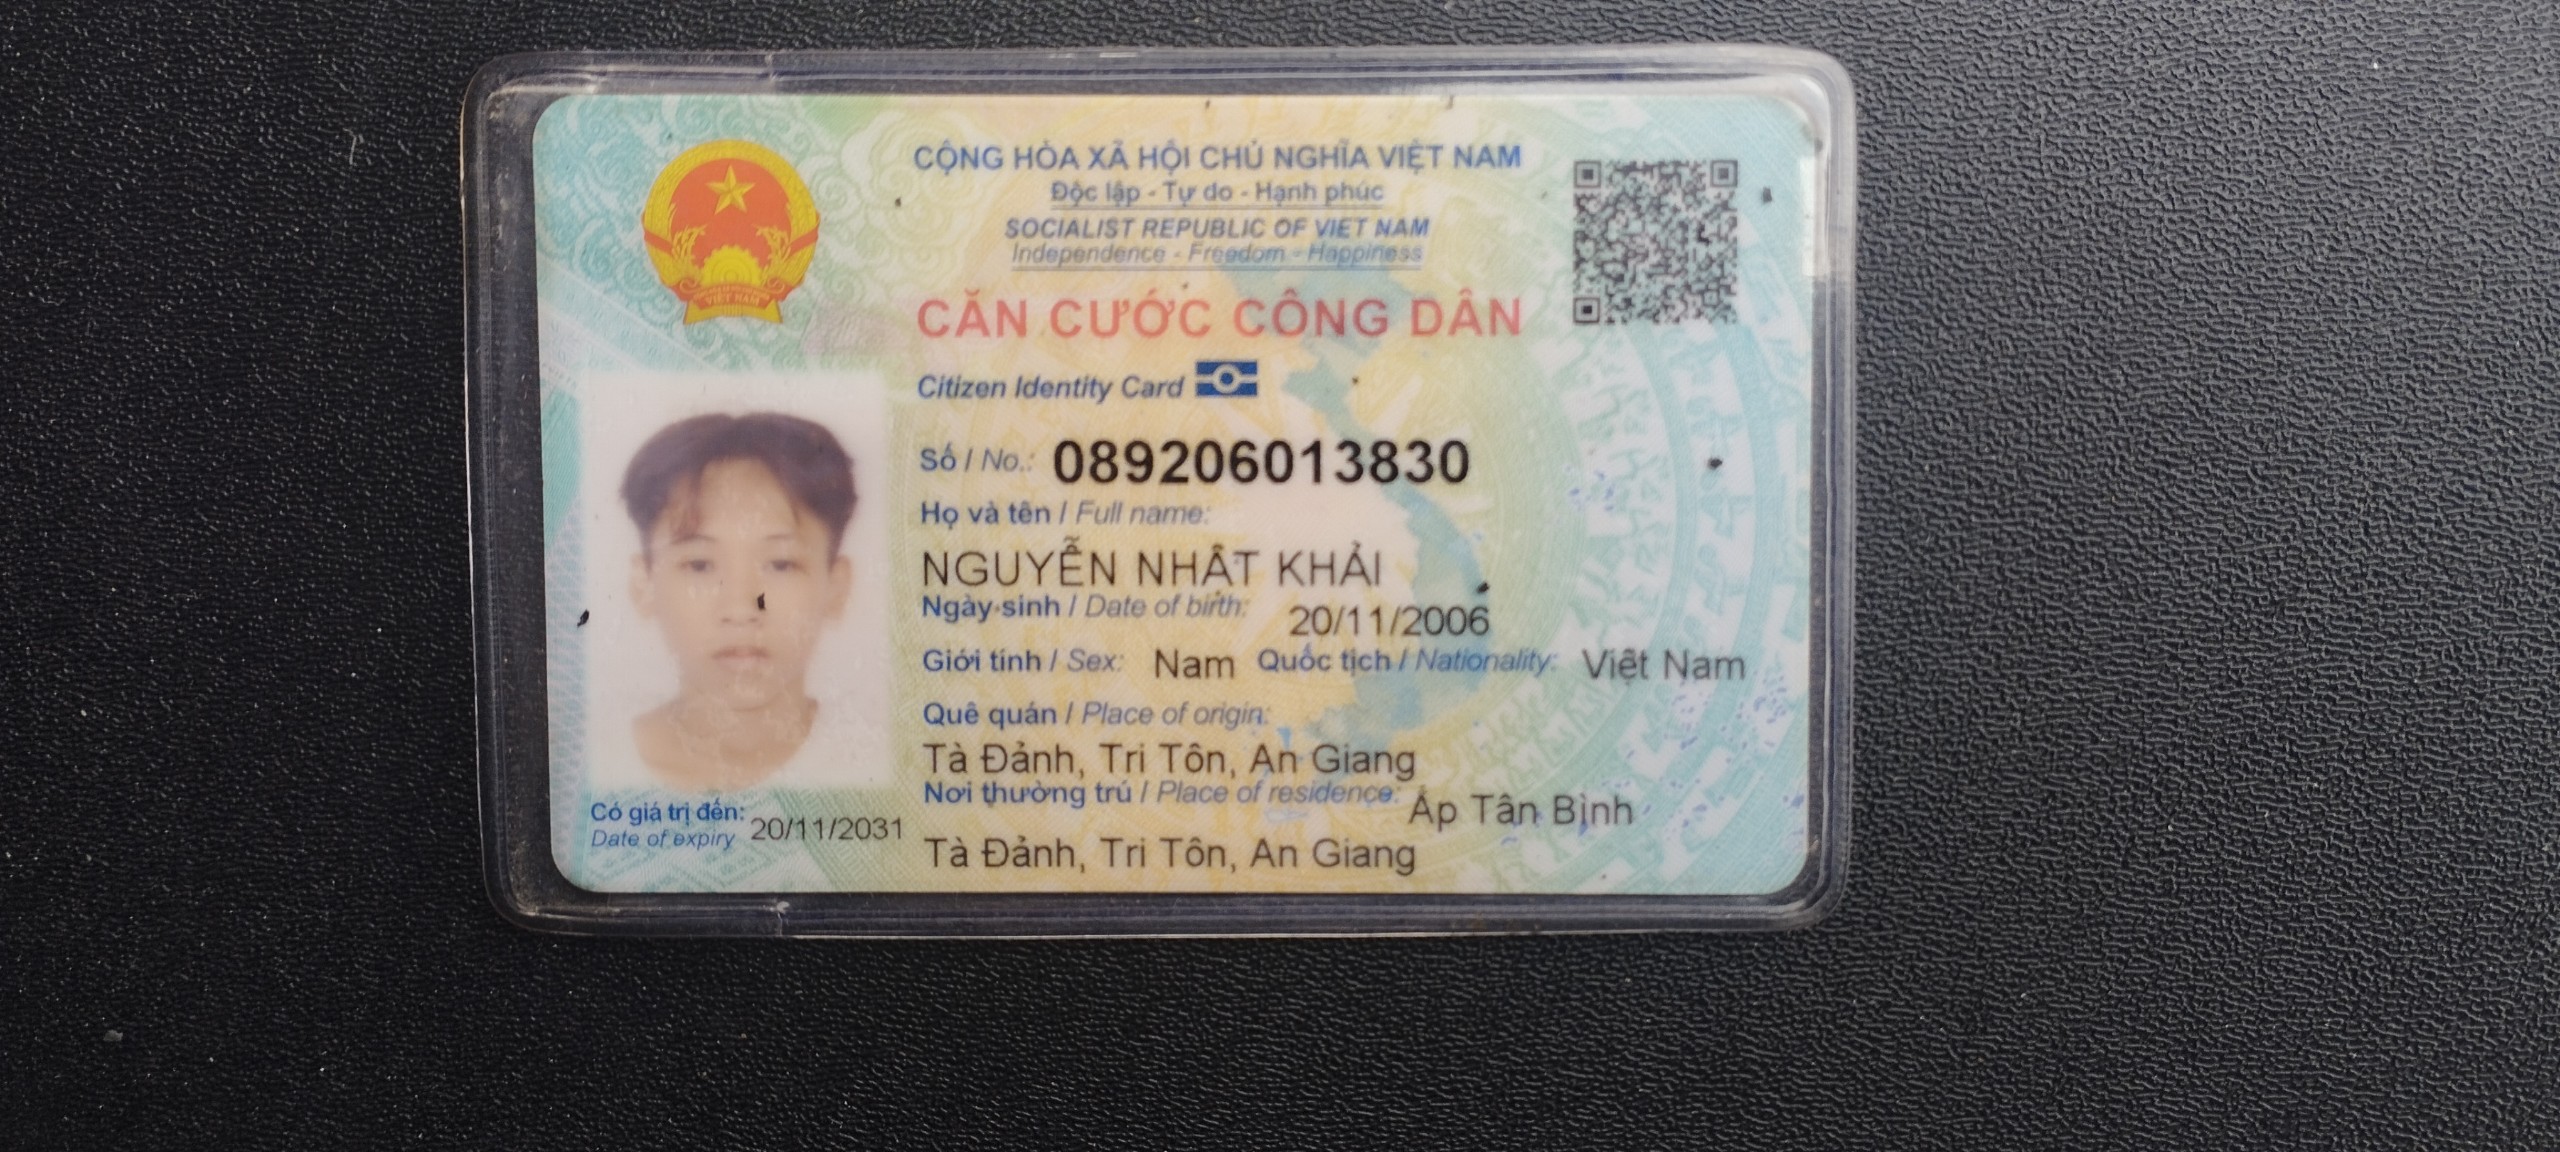 CỘNG HÒA XÃ HỘI CHỦ NGHĨA VIỆT NAM
Độc lập - Tự do - Hạnh phúc
SOCIALIST REPUBLIC OF VIET NAM
Independence - Freedom - Happiness
CĂN CƯỚC CÔNG DÂN
Citizen Identity Card
VIỆT NAM
Số / No.: 089206013830
Họ và tên / Full name:
NGUYỄN NHẬT KHẢI
Ngày sinh / Date of birth: 20/11/2006
Giới tính / Sex: Nam Quốc tịch / Nationality: Việt Nam
Quê quán / Place of origin:
Tà Đảnh, Tri Tôn, An Giang
Nơi thường trú / Place of residence: Ấp Tân Bình
Tà Đảnh, Tri Tôn, An Giang
Có giá trị đến: 20/11/2031
Date of expiry